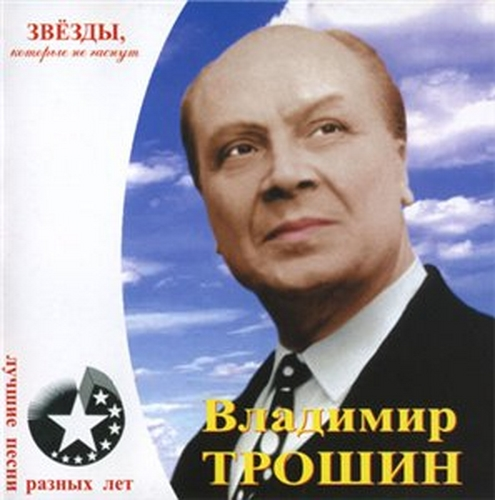 ЗВЁЗДЫ,
которые не гаснут
Владимир
ТРОШИН
лучшие песни
разных лет